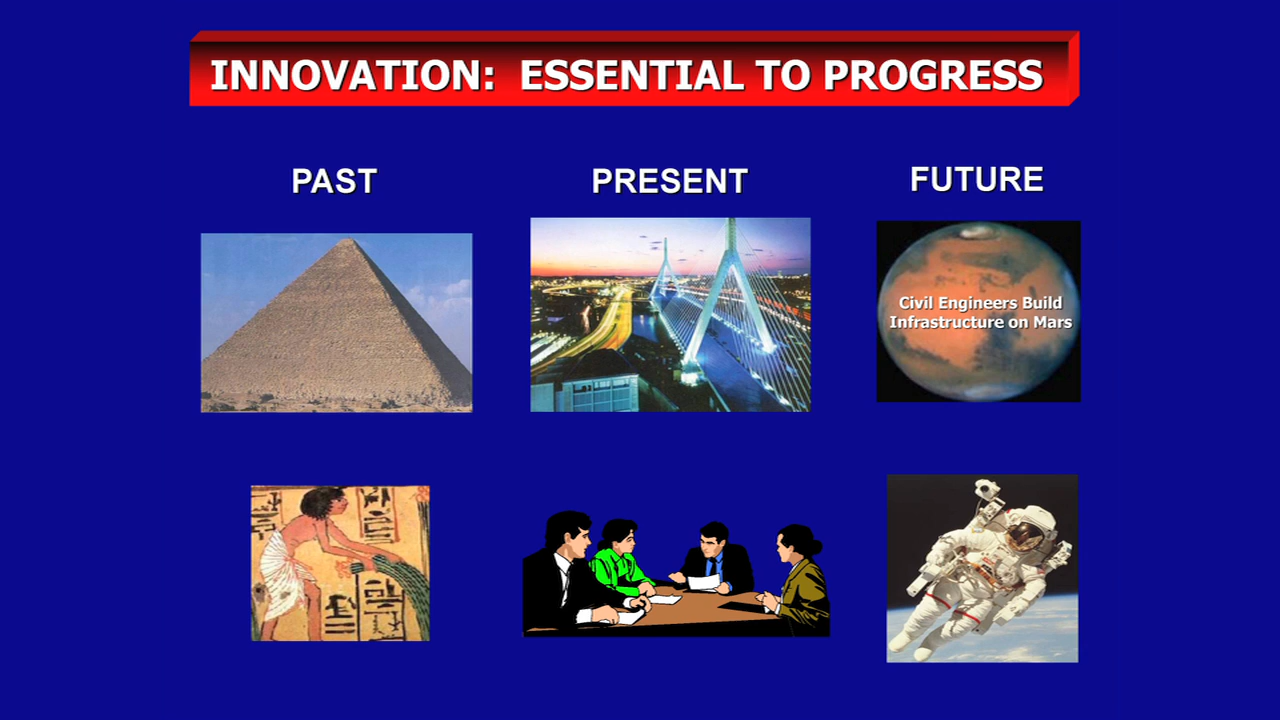 INNOVATION: ESSENTIAL TO PROGRESS
PAST
PRESENT
FUTURE
Civil Engineers Build
Infrastructure on Mars